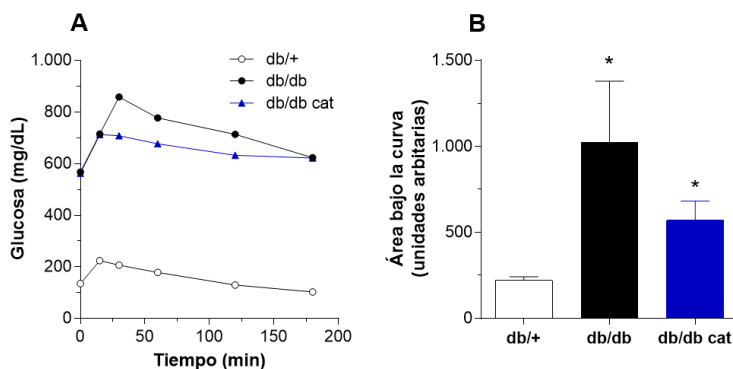 A
db/+
db/db
db/db cat
Glucosa (mg/dL)
1.000
800
600
400
200
0
0 50 100 150 200
Tiempo (min)
B
Área bajo la curva
(unidades arbitarias)
1.500
1.000
500
0
*
*
db/+ db/db db/db cat